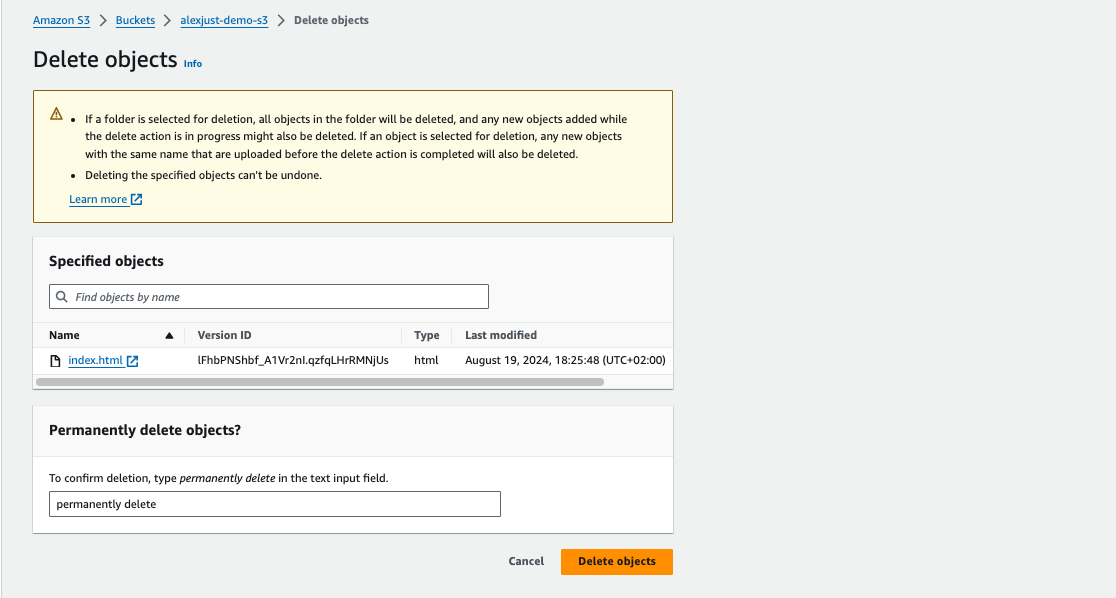 Amazon S3 > Buckets > alexjust-demo-s3 > Delete objects
Delete objects Info
• If a folder is selected for deletion, all objects in the folder will be deleted, and any new objects added while
the delete action is in progress might also be deleted. If an object is selected for deletion, any new objects
with the same name that are uploaded before the delete action is completed will also be deleted.
• Deleting the specified objects can't be undone.
Learn more
Specified objects
Find objects by name
Name Version ID Type Last modified
index.html lFhbPNShbf_A1Vr2nI.qzfqLHrRMNjUs html August 19, 2024, 18:25:48 (UTC+02:00)
Permanently delete objects?
To confirm deletion, type permanently delete in the text input field.
permanently delete
Cancel Delete objects